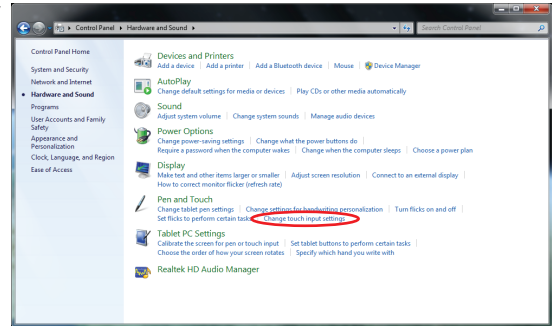 Control Panel ▸ Hardware and Sound ▸
Search Control Panel
Control Panel Home
System and Security
Network and Internet
Hardware and Sound
Programs
User Accounts and Family
Safety
Appearance and
Personalization
Clock, Language, and Region
Ease of Access
Devices and Printers
Add a device | Add a printer | Add a Bluetooth device | Mouse | Device Manager
AutoPlay
Change default settings for media or devices | Play CDs or other media automatically
Sound
Adjust system volume | Change system sounds | Manage audio devices
Power Options
Change power-saving settings | Change what the power buttons do |
Require a password when the computer wakes | Change when the computer sleeps | Choose a power plan
Display
Make text and other items larger or smaller | Adjust screen resolution | Connect to an external display |
How to correct monitor flicker (refresh rate)
Pen and Touch
Change tablet pen settings | Change settings for handwriting personalization | Turn flicks on and off |
Set flicks to perform certain tasks | Change touch input settings
Tablet PC Settings
Calibrate the screen for pen or touch input | Set tablet buttons to perform certain tasks |
Choose the order of how your screen rotates | Specify which hand you write with
Realtek HD Audio Manager